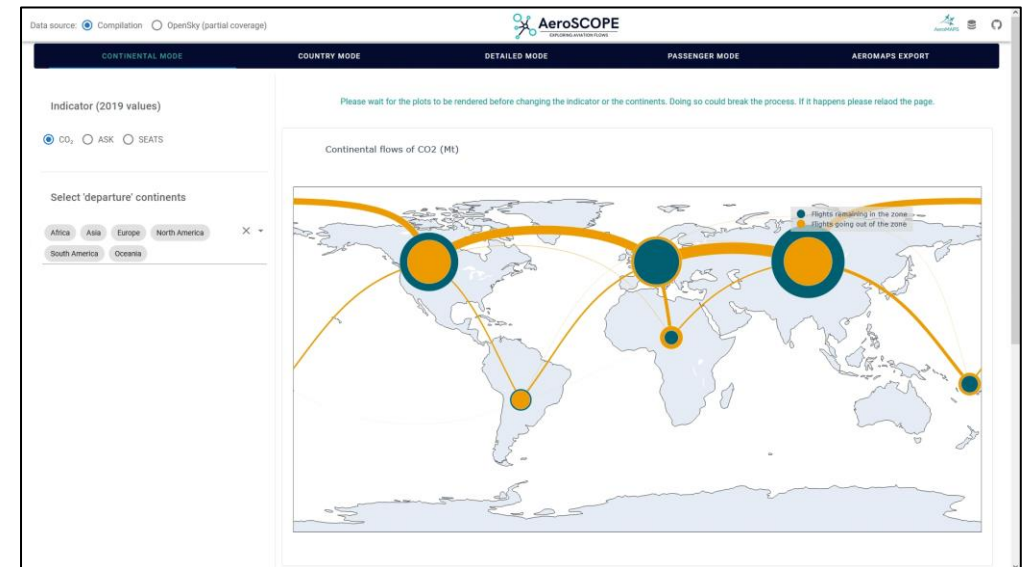 Data source: Compilation OpenSky (partial coverage)
AeroSCOPE
EXPLORING AVIATION FLOWS
AeroMAPS
CONTINENTAL MODE COUNTRY MODE DETAILED MODE PASSENGER MODE AEROMAPS EXPORT
Indicator (2019 values)
CO₂ ASK SEATS
Select 'departure' continents
Africa Asia Europe North America
South America Oceania
Please wait for the plots to be rendered before changing the indicator or the continents. Doing so could break the process. If it happens please relaod the page.
Continental flows of CO2 (Mt)
Flights remaining in the zone
Flights going out of the zone